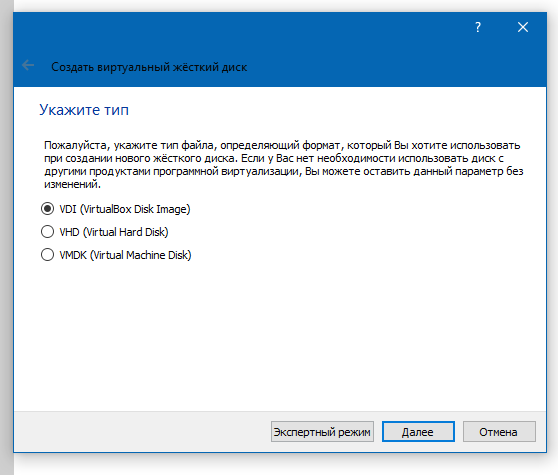 ?
Создать виртуальный жёсткий диск
Укажите тип
Пожалуйста, укажите тип файла, определяющий формат, который Вы хотите использовать
при создании нового жёсткого диска. Если у Вас нет необходимости использовать диск с
другими продуктами программной виртуализации, Вы можете оставить данный параметр без
изменений.
VDI (VirtualBox Disk Image)
VHD (Virtual Hard Disk)
VMDK (Virtual Machine Disk)
Экспертный режим Далее Отмена